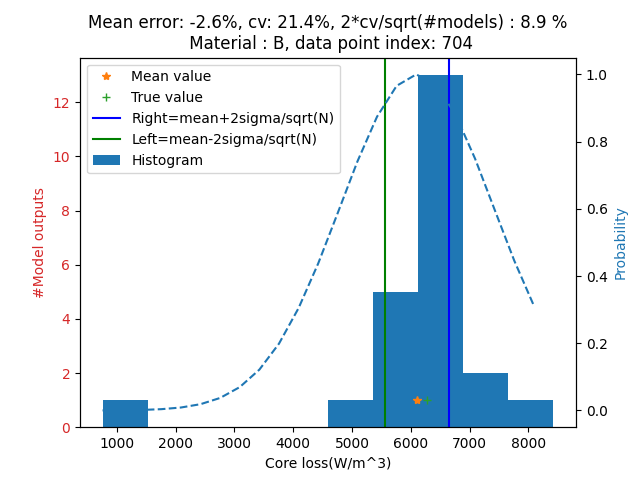 Mean error: -2.6%, cv: 21.4%, 2*cv/sqrt(#models) : 8.9 %
Material : B, data point index: 704
Mean value
True value
Right=mean+2sigma/sqrt(N)
Left=mean-2sigma/sqrt(N)
Histogram
#Model outputs
12
10
8
6
4
2
0
1.0
0.8
0.6
0.4
0.2
0.0
Probability
1000 2000 3000 4000 5000 6000 7000 8000
Core loss(W/m^3)